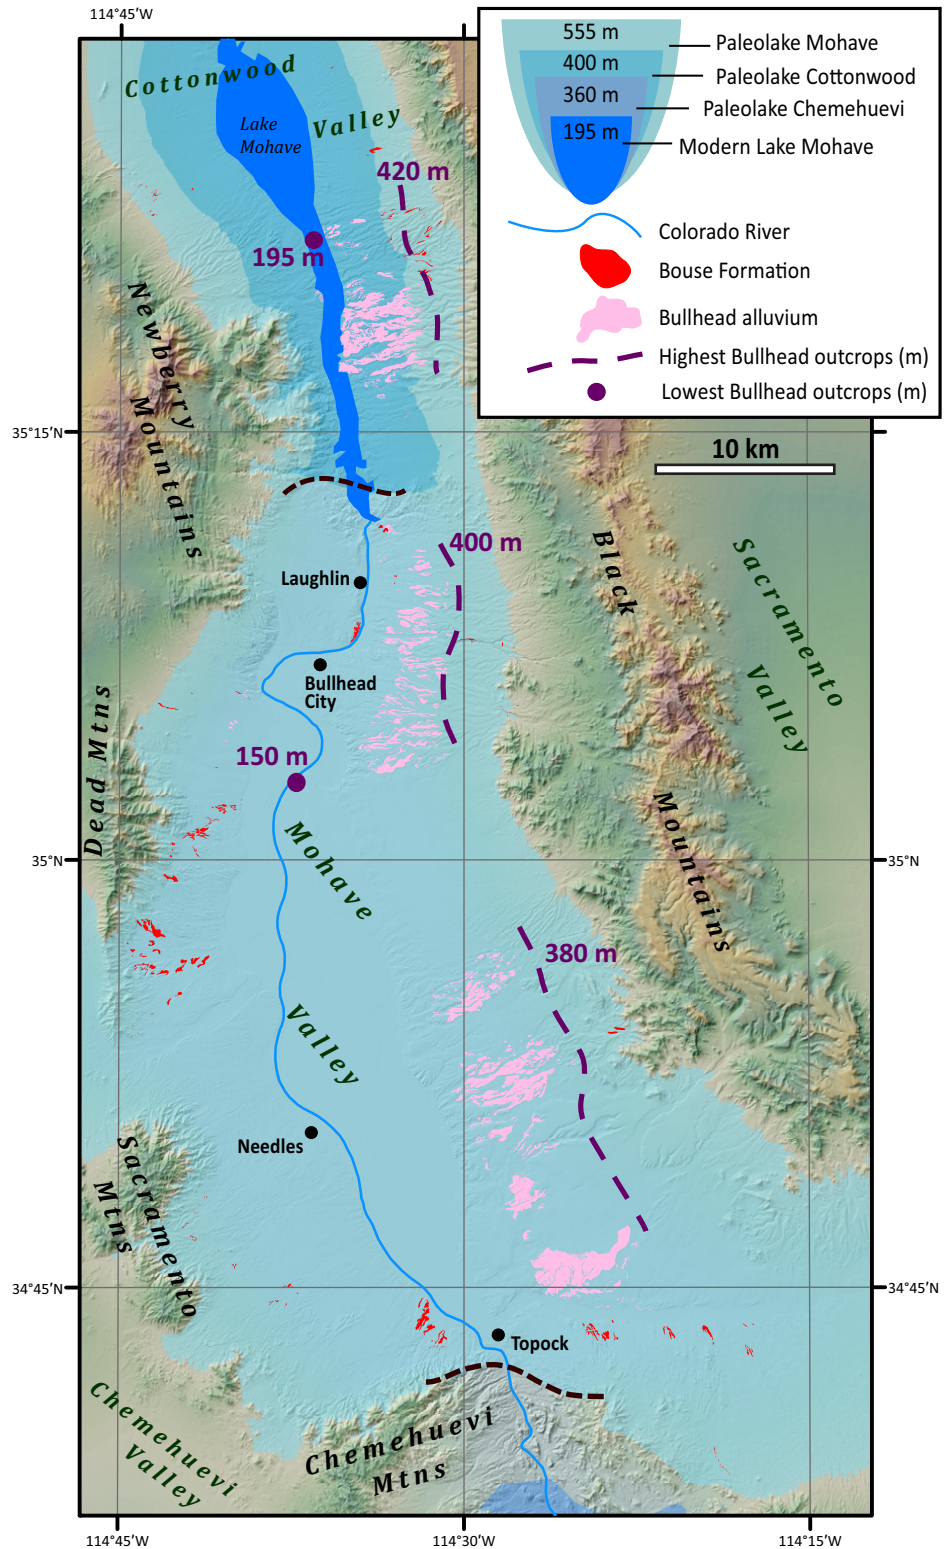 114°45’W
555 m
Paleolake Mohave
400 m
Paleolake Cottonwood
360 m
Paleolake Chemehuevi
195 m
Modern Lake Mohave
Colorado River
Bouse Formation
Bullhead alluvium
Highest Bullhead outcrops (m)
Lowest Bullhead outcrops (m)
Cottonwood
Valley
Lake
Mohave
420 m
195 m
Newberry
Mountains
35°15’N
10 km
400 m
Black
Mountains
Sacramento
Valley
Laughlin
Bullhead
City
Dead Mtns
150 m
Mohave
Valley
35°N
35°N
380 m
Needles
Sacramento
Mtns
34°45’N
34°45’N
Topock
Chemehuevi
Valley
Chemehuevi
Mtns
114°45’W
114°30’W
114°15’W